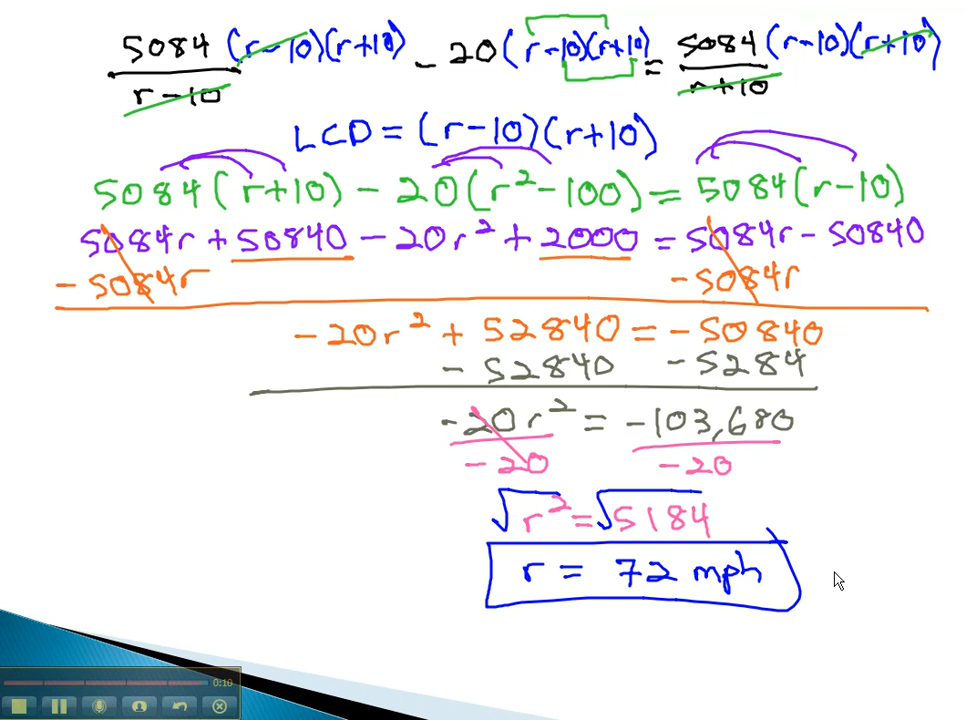 5084 (r-10)(r+10) / r-10 - 20(r-10)(r+10) = 5084 (r-10)(r+10) / r+10
LCD = (r-10)(r+10)
5084(r+10) - 20(r² - 100) = 5084(r-10)
5084r + 50840 - 20r² + 2000 = 5084r - 50840
- 5084r - 5084r
-20r² + 52840 = -50840
- 52840 - 5284
-20r² = -103,680
-20 -20
√r² = √5184
r = 72 mph
0:10